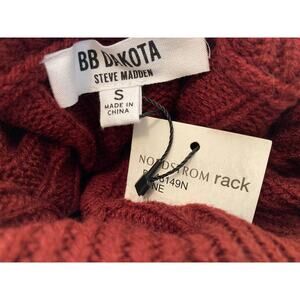 BB DAKOTA
STEVE MADDEN
S
MADE IN
CHINA
NORDSTROM rack